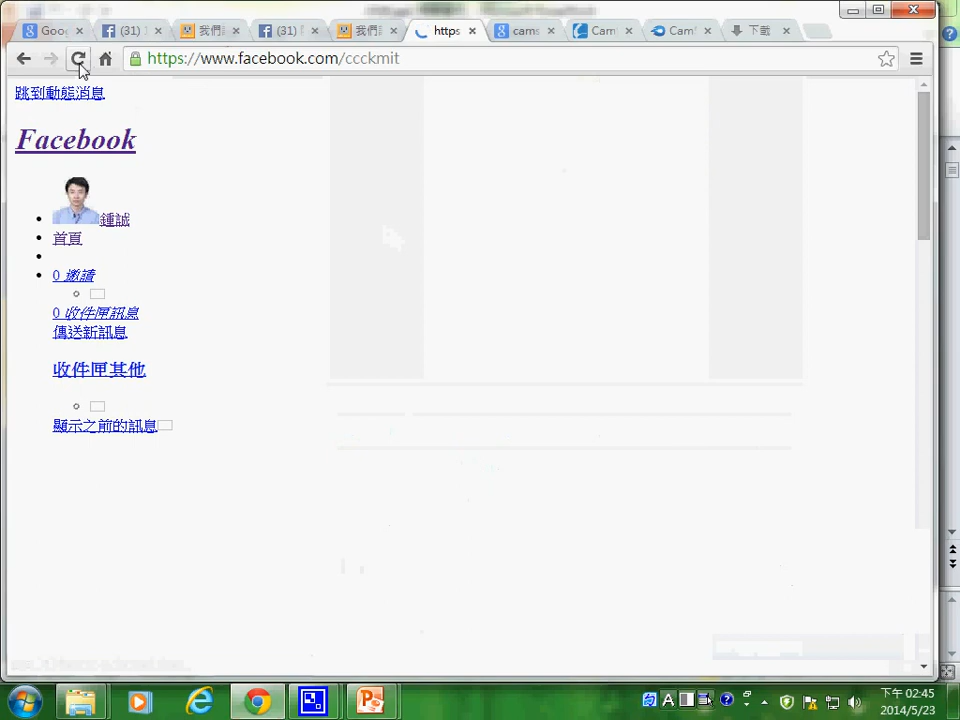 Goo
(31)
我們
(31)
我們
https
cams
Cam
Cam
下載
https://www.facebook.com/ccckmit
跳到動態消息
Facebook
鍾誠
首頁
0 邀請
0 收件匣訊息
傳送新訊息
收件匣其他
顯示之前的訊息
下午 02:45
2014/5/23